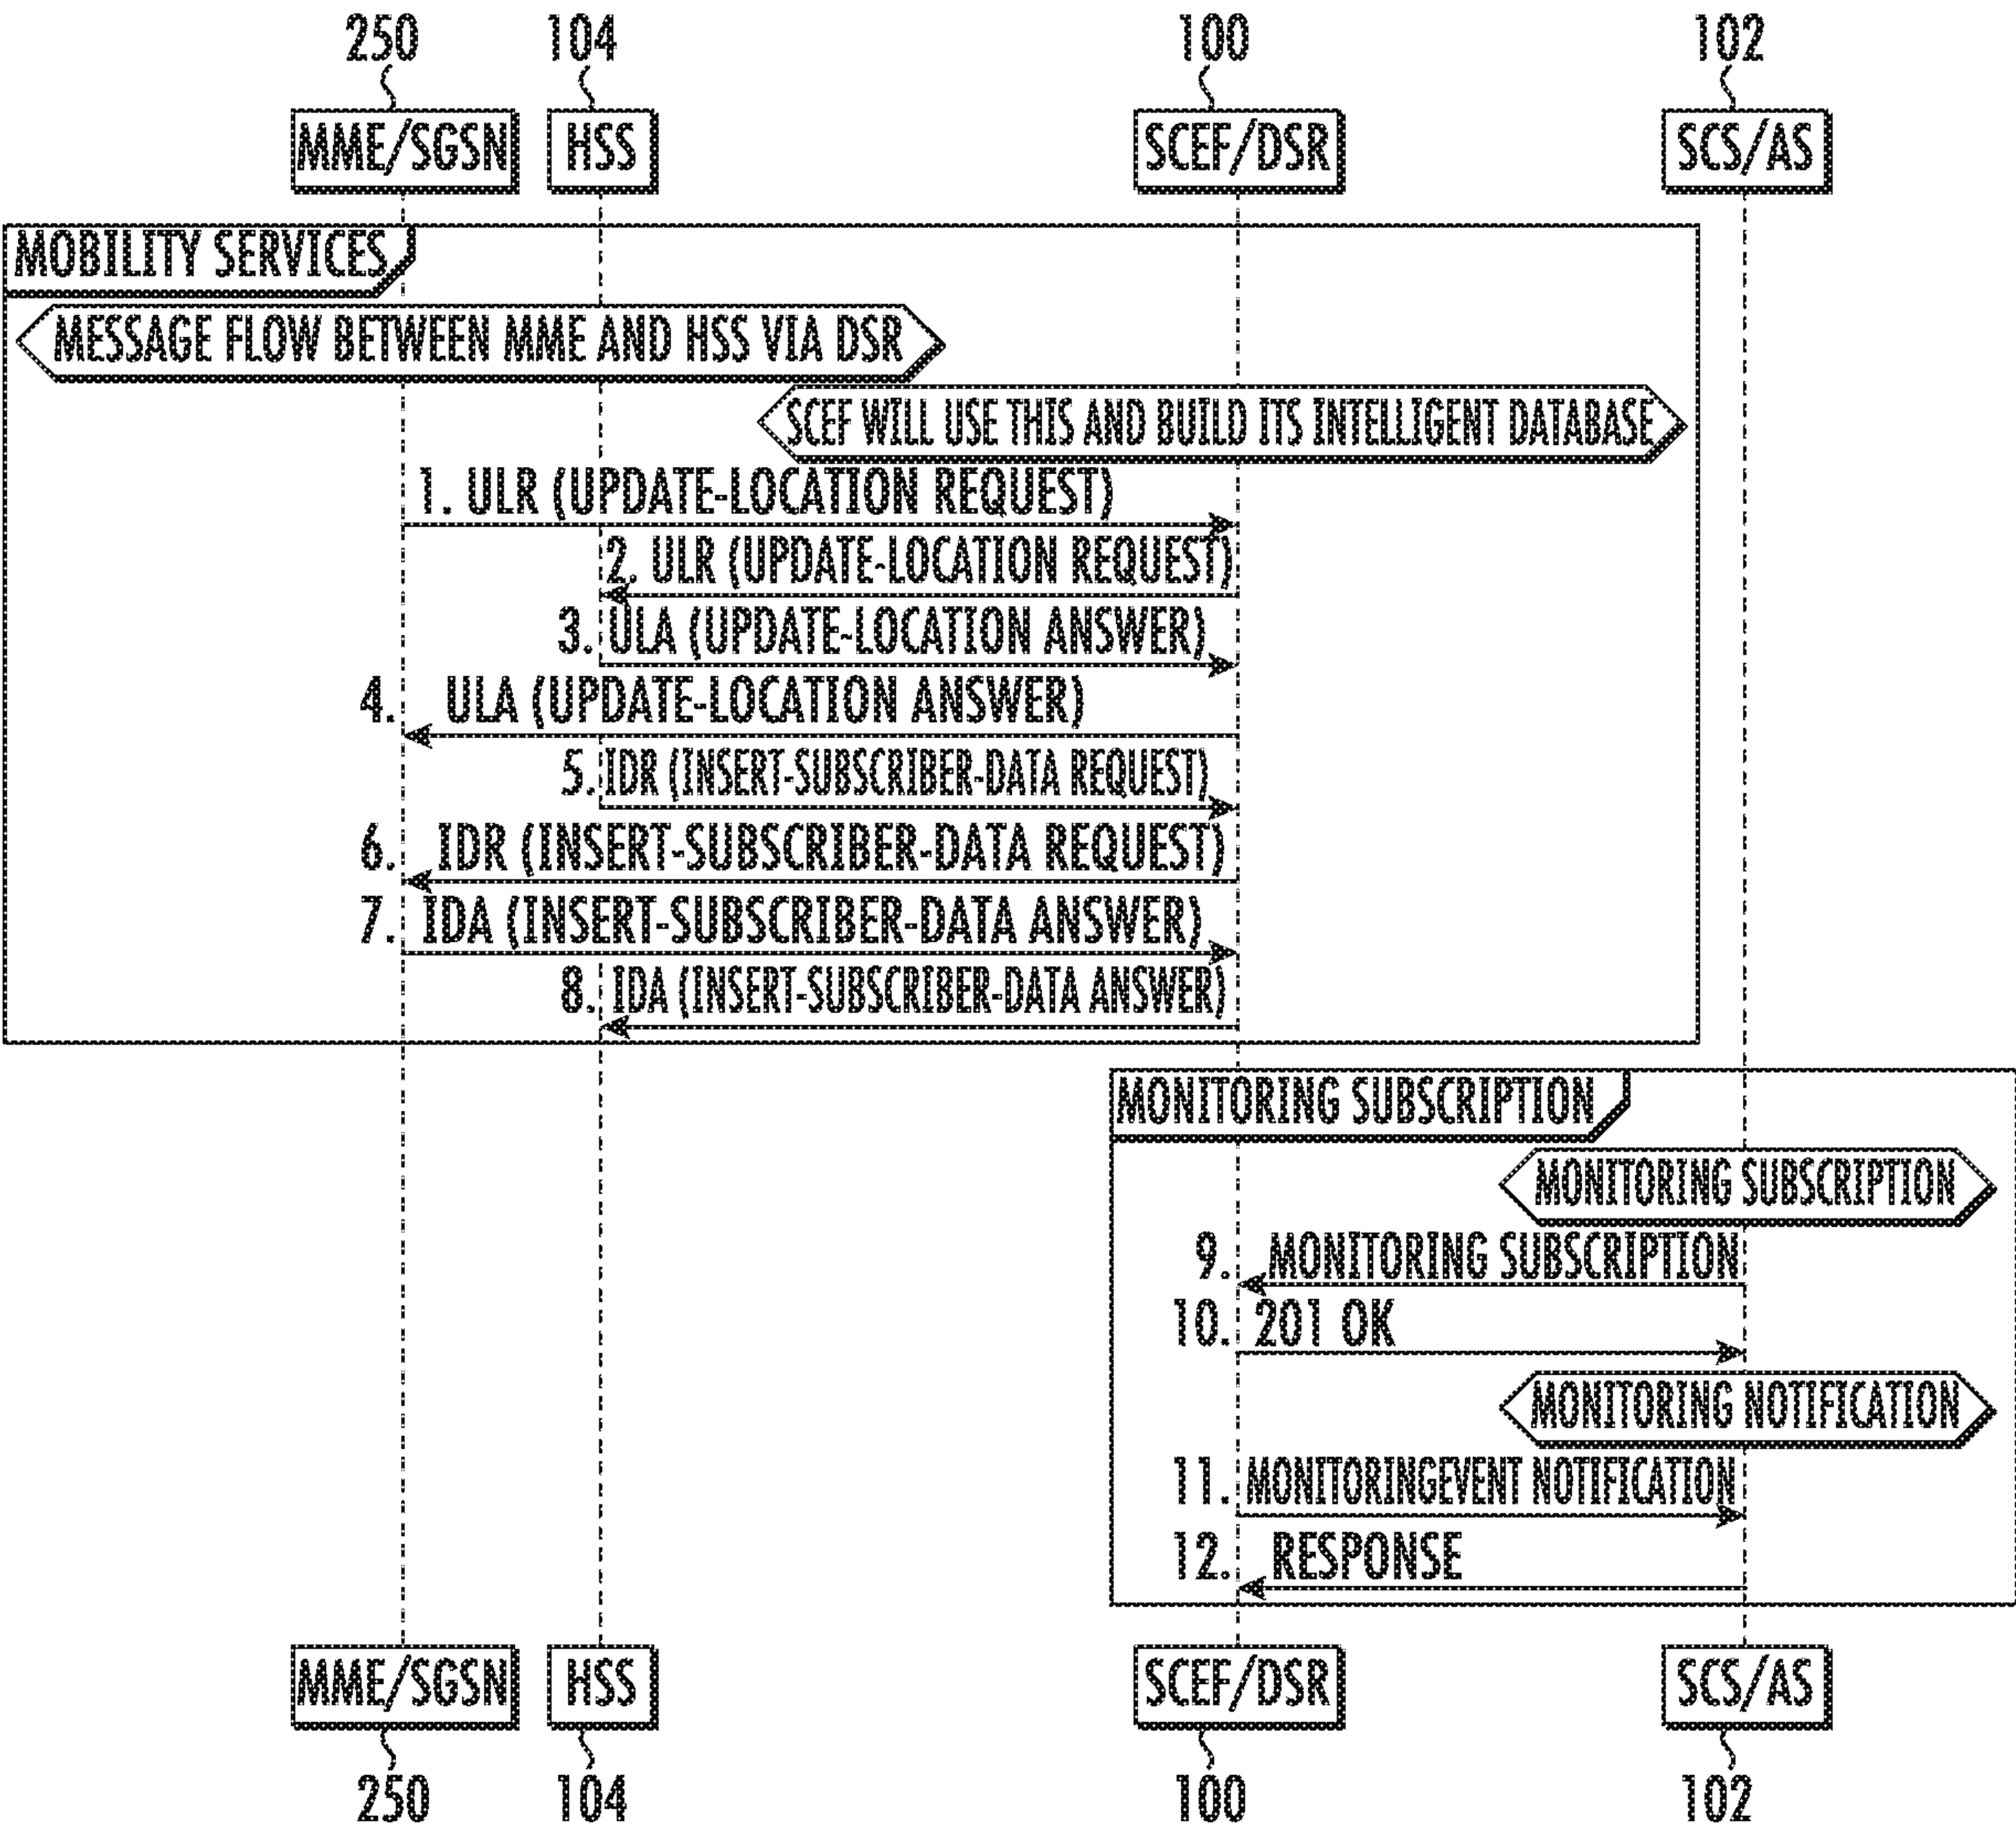 250 104 100 102
MME/SGSN HSS SCEF/DSR SCS/AS
MOBILITY SERVICES
MESSAGE FLOW BETWEEN MME AND HSS VIA DSR
SCEF WILL USE THIS AND BUILD ITS INTELLIGENT DATABASE
1. ULR (UPDATE-LOCATION REQUEST)
2. ULR (UPDATE-LOCATION REQUEST)
3. ULA (UPDATE-LOCATION ANSWER)
4. ULA (UPDATE-LOCATION ANSWER)
5. IDR (INSERT-SUBSCRIBER-DATA REQUEST)
6. IDR (INSERT-SUBSCRIBER-DATA REQUEST)
7. IDA (INSERT-SUBSCRIBER-DATA ANSWER)
8. IDA (INSERT-SUBSCRIBER-DATA ANSWER)
MONITORING SUBSCRIPTION
MONITORING SUBSCRIPTION
9. MONITORING SUBSCRIPTION
10. 201 OK
MONITORING NOTIFICATION
11. MONITORINGEVENT NOTIFICATION
12. RESPONSE
MME/SGSN HSS SCEF/DSR SCS/AS
250 104 100 102